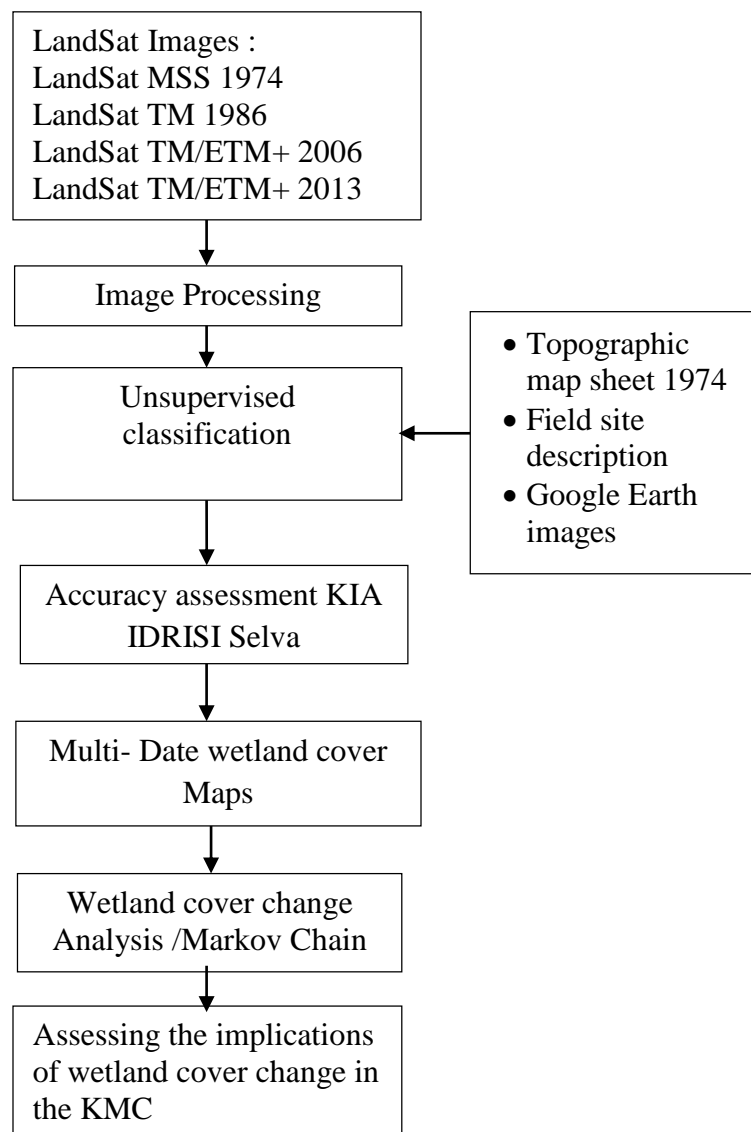 LandSat Images :
LandSat MSS 1974
LandSat TM 1986
LandSat TM/ETM+ 2006
LandSat TM/ETM+ 2013
Image Processing
Unsupervised
classification
• Topographic
map sheet 1974
• Field site
description
• Google Earth
images
Accuracy assessment KIA
IDRISI Selva
Multi- Date wetland cover
Maps
Wetland cover change
Analysis /Markov Chain
Assessing the implications
of wetland cover change in
the KMC